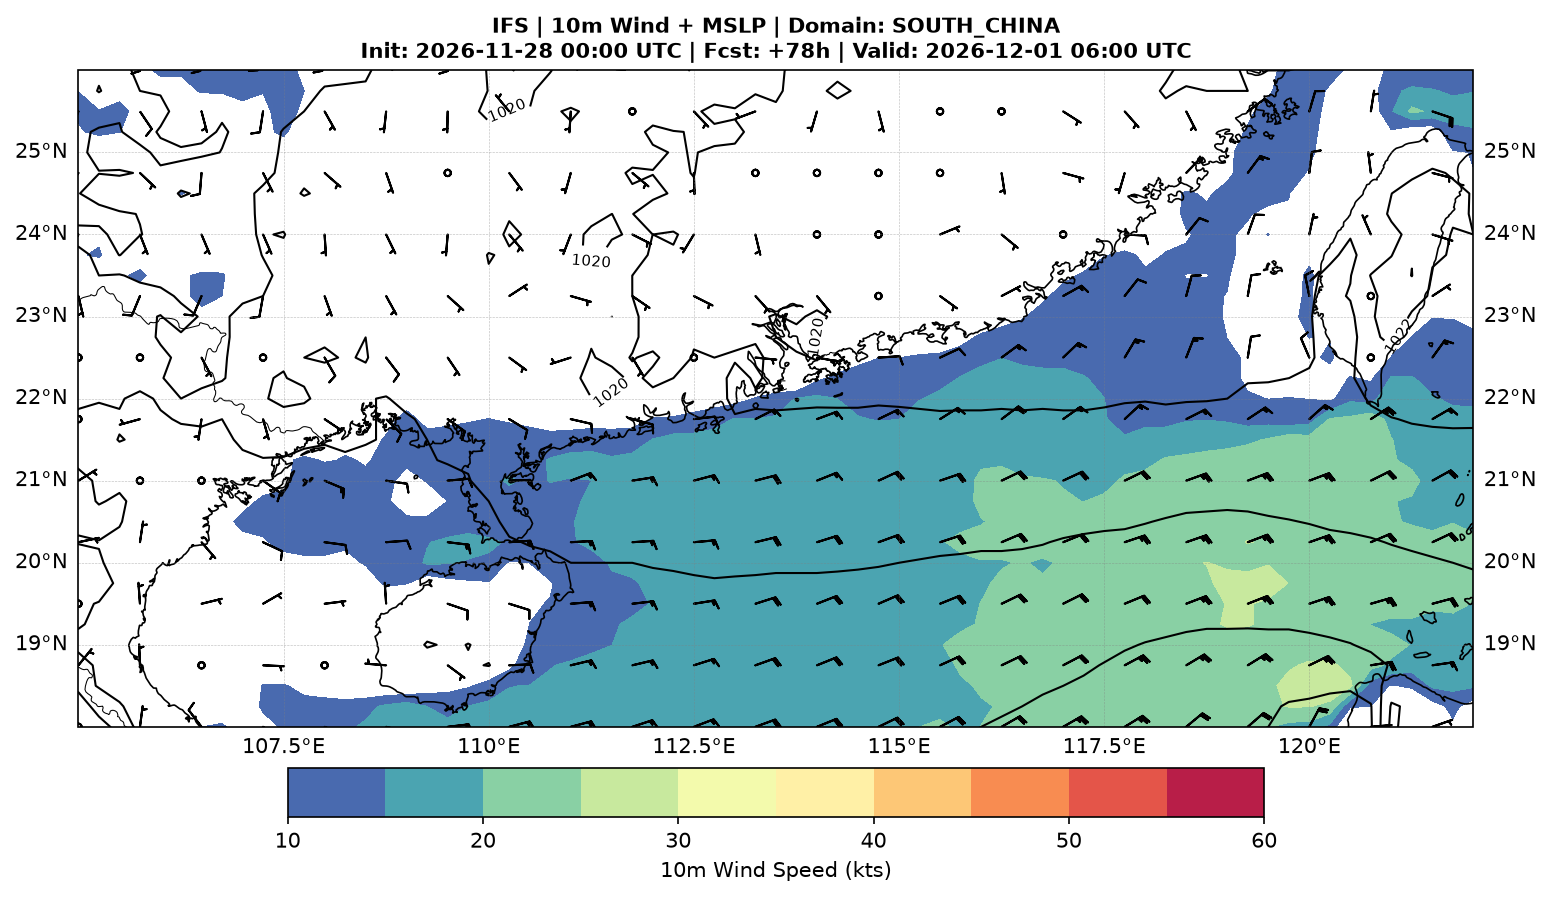 IFS | 10m Wind + MSLP | Domain: SOUTH_CHINA
Init: 2026-11-28 00:00 UTC | Fcst: +78h | Valid: 2026-12-01 06:00 UTC
1020
25°N 25°N
24°N 24°N
1020
23°N 23°N
1020 1022
1020
22°N 22°N
21°N 21°N
20°N 20°N
19°N 19°N
107.5°E 110°E 112.5°E 115°E 117.5°E 120°E
10 20 30 40 50 60
10m Wind Speed (kts)